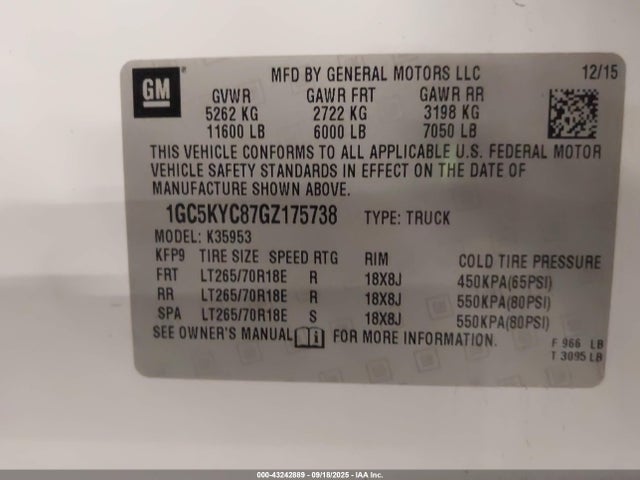 GM
MFD BY GENERAL MOTORS LLC 12/15
GVWR GAWR FRT GAWR RR
5262 KG 2722 KG 3198 KG
11600 LB 6000 LB 7050 LB
THIS VEHICLE CONFORMS TO ALL APPLICABLE U.S. FEDERAL MOTOR
VEHICLE SAFETY STANDARDS IN EFFECT ON THE DATE OF
MANUFACTURE SHOWN ABOVE.
1GC5KYC87GZ175738 TYPE: TRUCK
MODEL: K35953
KFP9 TIRE SIZE SPEED RTG RIM COLD TIRE PRESSURE
FRT LT265/70R18E R 18X8J 450KPA(65PSI)
RR LT265/70R18E R 18X8J 550KPA(80PSI)
SPA LT265/70R18E S 18X8J 550KPA(80PSI)
SEE OWNER'S MANUAL FOR MORE INFORMATION.
F 966 LB
T 3095 LB
000-43242889 - 09/18/2025 - IAA Inc.